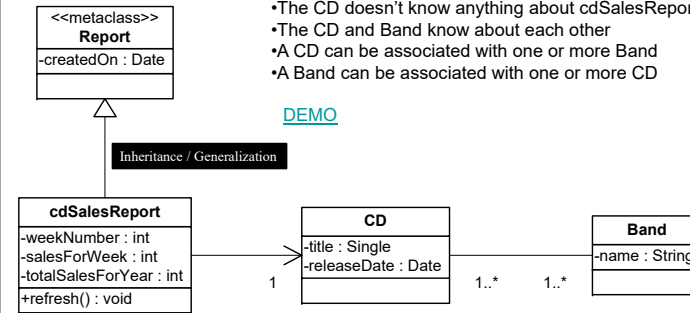 <<metaclass>>
Report
-createdOn : Date
•The CD doesn't know anything about cdSalesRepor
•The CD and Band know about each other
•A CD can be associated with one or more Band
•A Band can be associated with one or more CD
DEMO
Inheritance / Generalization
cdSalesReport
-weekNumber : int
-salesForWeek : int
-totalSalesForYear : int
+refresh() : void
1
CD
-title : Single
-releaseDate : Date
1..*
1..*
Band
-name : String